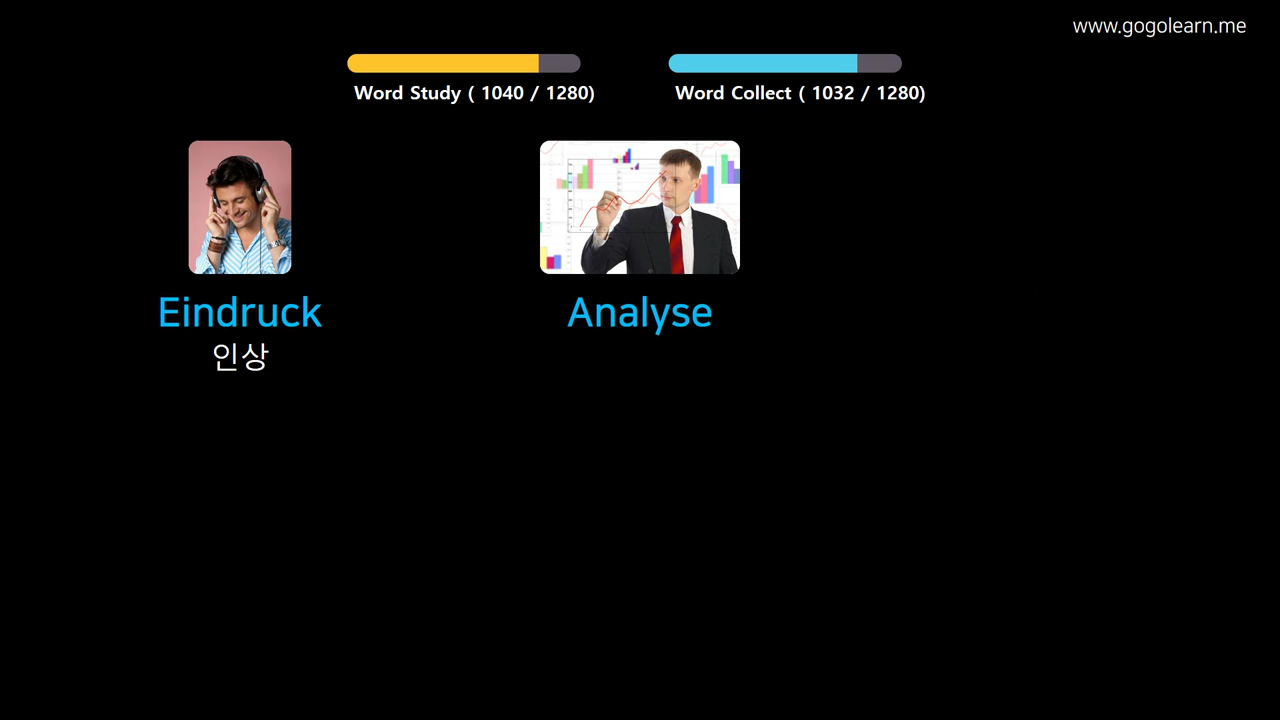 www.gogolearn.me
Word Study ( 1040 / 1280)
Word Collect ( 1032 / 1280)
Eindruck
인상
Analyse